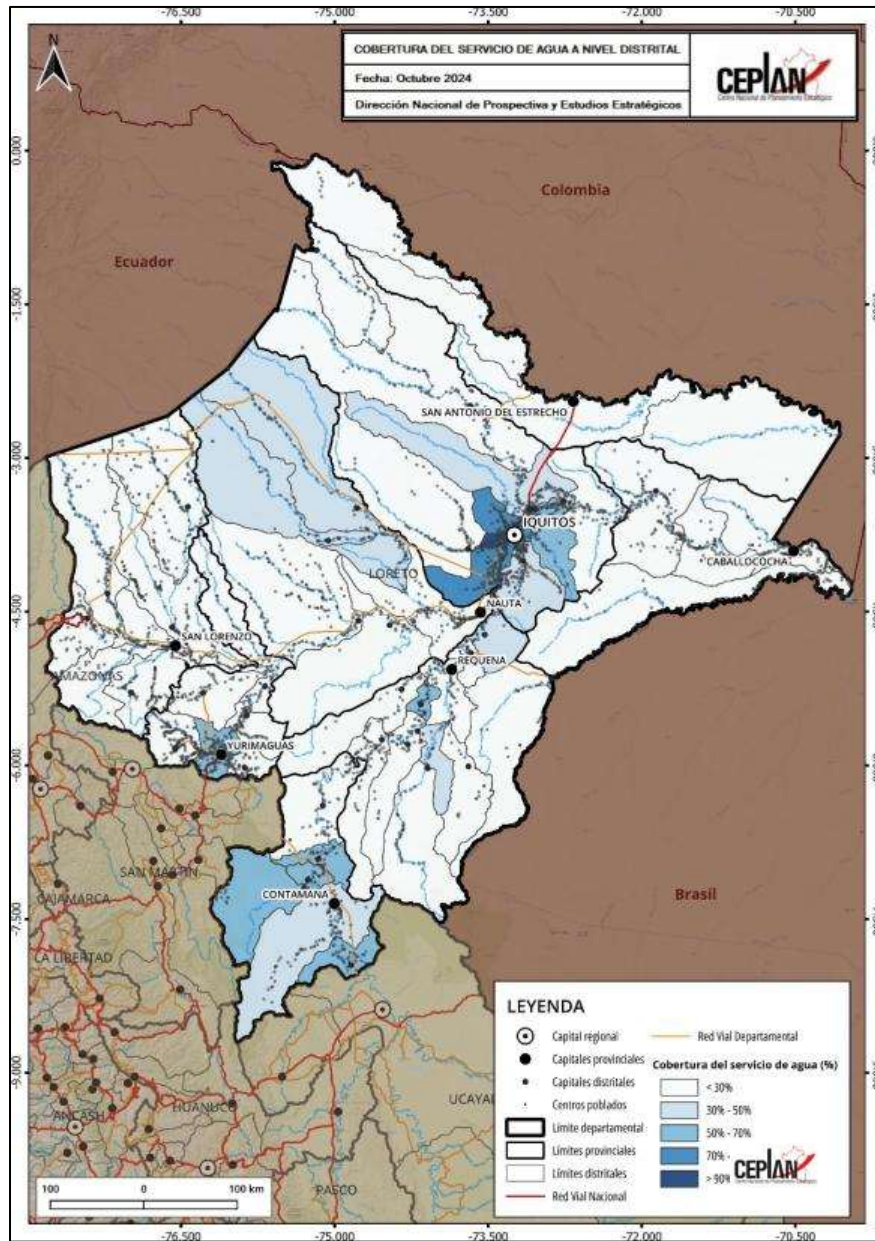 -76.500 -75.000 -73.500 -72.000 -70.500
N
COBERTURA DEL SERVICIO DE AGUA A NIVEL DISTRITAL
Fecha: Octubre 2024
Dirección Nacional de Prospectiva y Estudios Estratégicos
CEPLAN
Centro Nacional de Planeamiento Estratégico
0.000
Colombia
Ecuador
-1.500
SAN ANTONIO DEL ESTRECHO
-3.000
IQUITOS
CABALLOCOCHA
LORETO
-4.500
NAUTA
SAN LORENZO
REQUENA
AMAZONAS
YURIMAGUAS
-6.000
SAN MARTIN
CONTAMANA
Brasil
CAJAMARCA
-7.500
LA LIBERTAD
LEYENDA
Capital regional
Capitales provinciales
Capitales distritales
Centros poblados
Límite departamental
Límites provinciales
Límites distritales
Red Vial Nacional
Red Vial Departamental
Cobertura del servicio de agua (%)
< 30%
30% - 50%
50% - 70%
70% -
> 90%
CEPLAN
-9.000
HUANUCO
UCAYAL
ANCASH
PASCO
100 0 100 km
-76.500 -75.000 -73.500 -72.000 -70.500